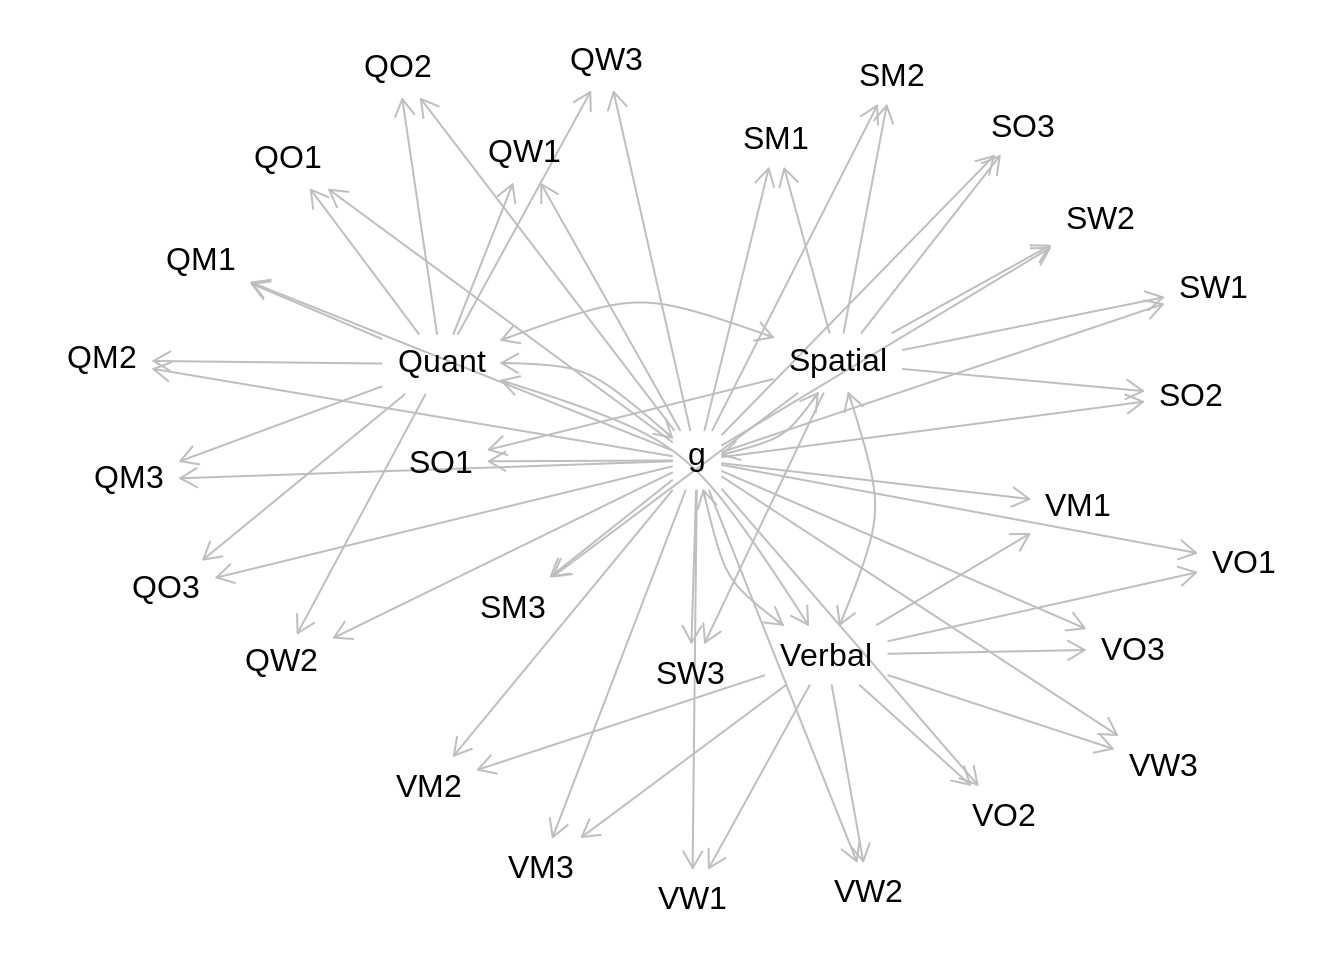 QW3
QO2
SM2
SO3
SM1
QW1
QO1
SW2
QM1
SW1
QM2
Quant
Spatial
SO2
g
SO1
QM3
VM1
VO1
QO3
SM3
VO3
Verbal
QW2
SW3
VW3
VM2
VO2
VM3
VW2
VW1